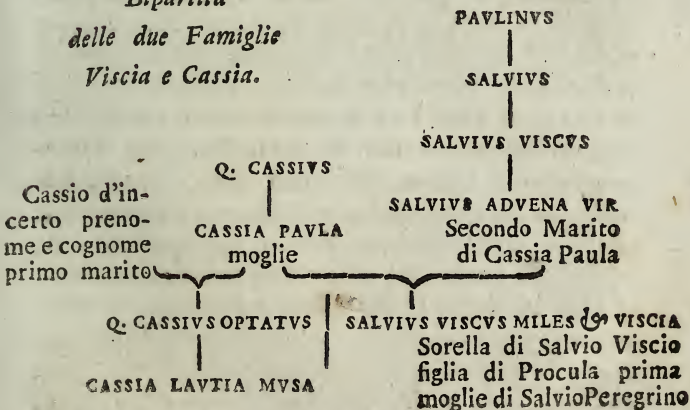 Bipartita
delle due Famiglie
Viscia e Cassia.
PAVLINVS
SALVIVS
SALVIVS VISCVS
Q. CASSIVS
Cassio d'in-
certo preno-
me e cognome
primo marito
CASSIA PAVLA
moglie
SALVIVS ADVENA VIR
Secondo Marito
di Cassia Paula
Q. CASSIVS OPTATVS
SALVIVS VISCVS MILES & VISCIA
Sorella di Salvio Viscio
figlia di Procula prima
moglie di SalvioPeregrino
CASSIA LAVTIA MVSA